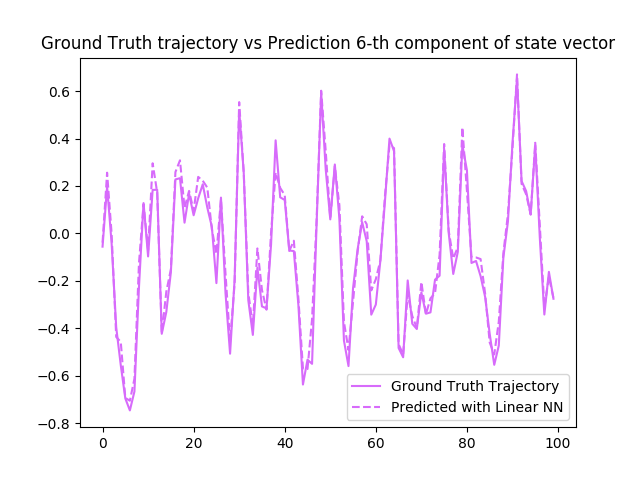 Ground Truth trajectory vs Prediction 6-th component of state vector
0.6
0.4
0.2
0.0
−0.2
−0.4
−0.6
−0.8
0 20 40 60 80 100
Ground Truth Trajectory
Predicted with Linear NN